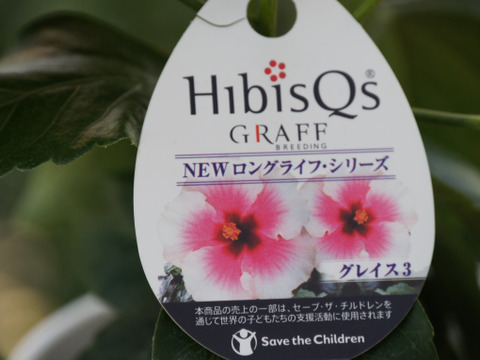 HibisQs®
GRAFF
BREEDING
NEW ロングライフ・シリーズ
グレイス3
本商品の売上の一部は、セーブ・ザ・チルドレンを
通して世界の子どもたちの支援活動に使用されます
Save the Children